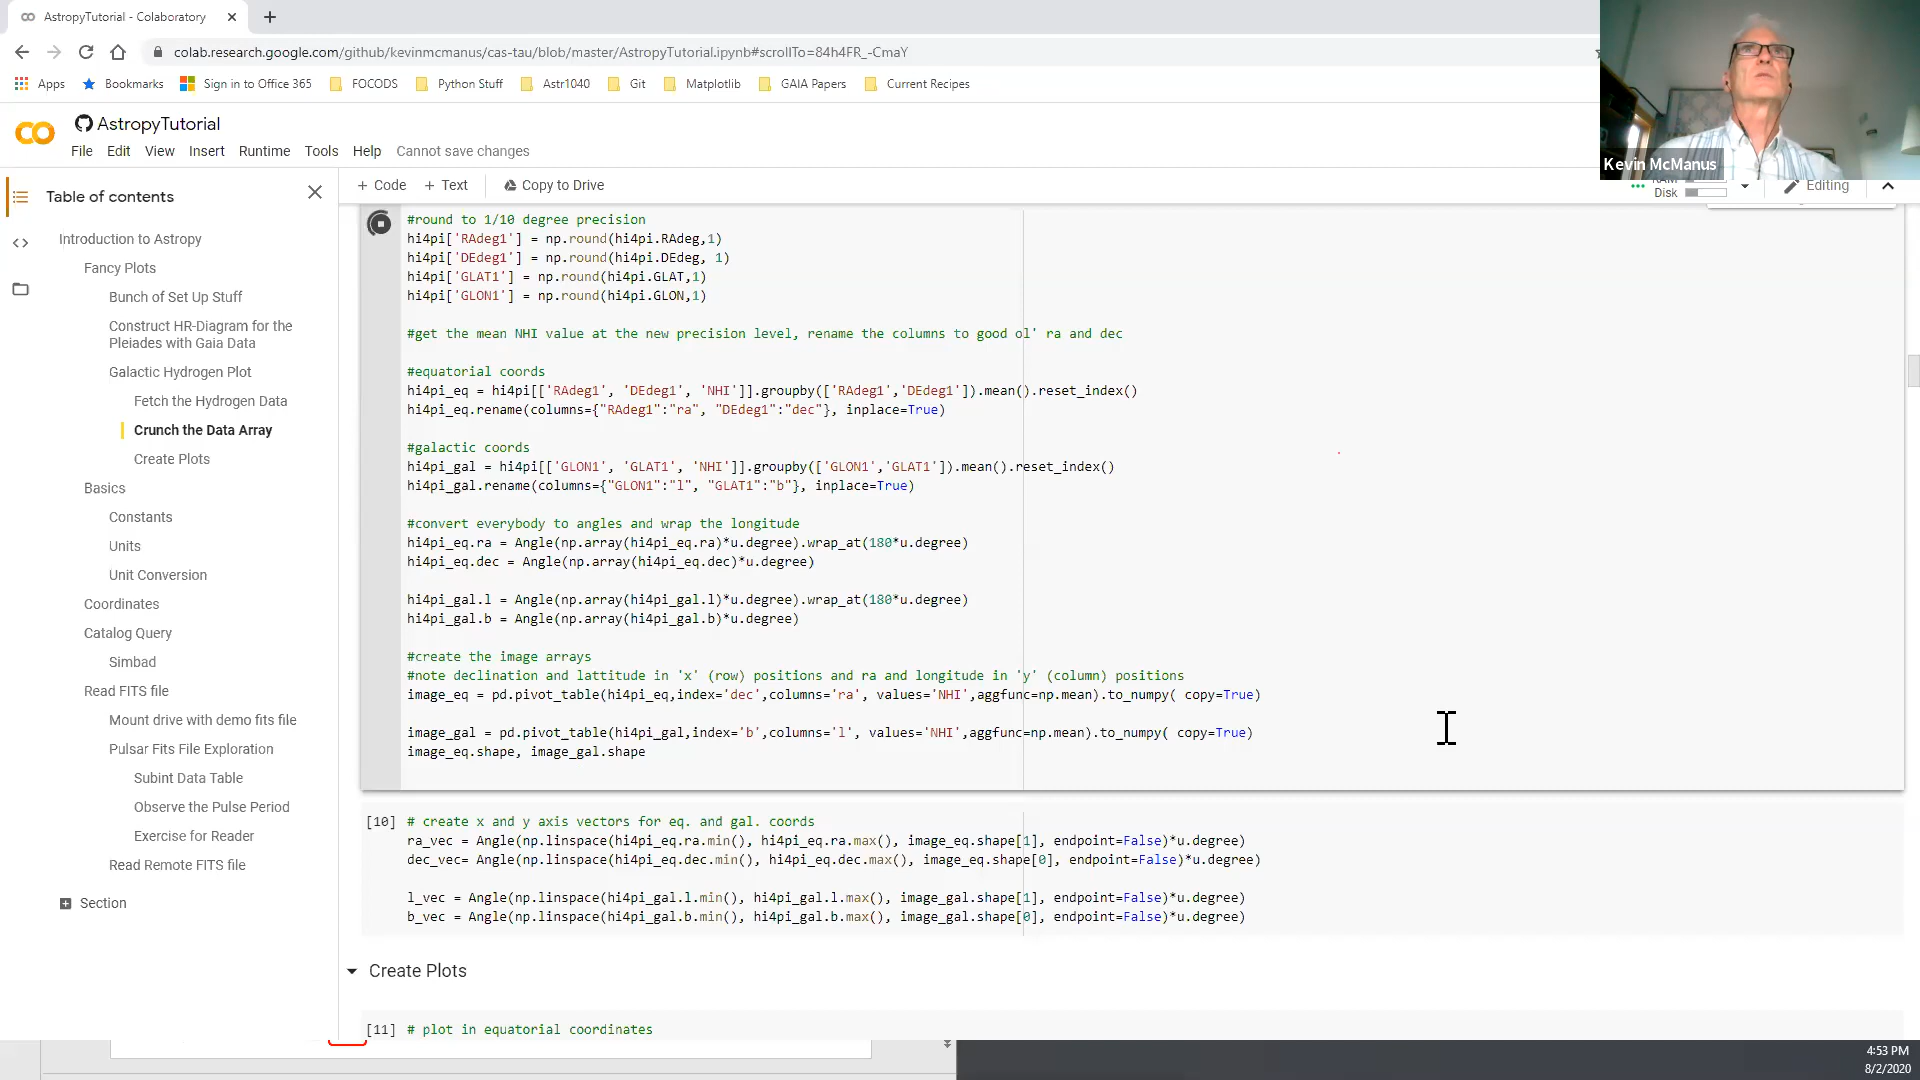 AstropyTutorial - Colaboratory
colab.research.google.com/github/kevinmcmanus/cas-tau/blob/master/AstropyTutorial.ipynb#scrollTo=84h4FR_-CmaY
Apps Bookmarks Sign in to Office 365 FOCODS Python Stuff Astr1040 Git Matplotlib GAIA Papers Current Recipes
Kevin McManus
AstropyTutorial
File Edit View Insert Runtime Tools Help Cannot save changes
+ Code + Text Copy to Drive
Disk
Editing
Table of contents
Introduction to Astropy
Fancy Plots
Bunch of Set Up Stuff
Construct HR-Diagram for the
Pleiades with Gaia Data
Galactic Hydrogen Plot
Fetch the Hydrogen Data
Crunch the Data Array
Create Plots
Basics
Constants
Units
Unit Conversion
Coordinates
Catalog Query
Simbad
Read FITS file
Mount drive with demo fits file
Pulsar Fits File Exploration
Subint Data Table
Observe the Pulse Period
Exercise for Reader
Read Remote FITS file
Section
#round to 1/10 degree precision
hi4pi['RAdeg1'] = np.round(hi4pi.RAdeg,1)
hi4pi['DEdeg1'] = np.round(hi4pi.DEdeg, 1)
hi4pi['GLAT1'] = np.round(hi4pi.GLAT,1)
hi4pi['GLON1'] = np.round(hi4pi.GLON,1)
#get the mean NHI value at the new precision level, rename the columns to good ol' ra and dec
#equatorial coords
hi4pi_eq = hi4pi[['RAdeg1', 'DEdeg1', 'NHI']].groupby(['RAdeg1','DEdeg1']).mean().reset_index()
hi4pi_eq.rename(columns={"RAdeg1":"ra", "DEdeg1":"dec"}, inplace=True)
#galactic coords
hi4pi_gal = hi4pi[['GLON1', 'GLAT1', 'NHI']].groupby(['GLON1','GLAT1']).mean().reset_index()
hi4pi_gal.rename(columns={"GLON1":"l", "GLAT1":"b"}, inplace=True)
#convert everybody to angles and wrap the longitude
hi4pi_eq.ra = Angle(np.array(hi4pi_eq.ra)*u.degree).wrap_at(180*u.degree)
hi4pi_eq.dec = Angle(np.array(hi4pi_eq.dec)*u.degree)
hi4pi_gal.l = Angle(np.array(hi4pi_gal.l)*u.degree).wrap_at(180*u.degree)
hi4pi_gal.b = Angle(np.array(hi4pi_gal.b)*u.degree)
#create the image arrays
#note declination and lattitude in 'x' (row) positions and ra and longitude in 'y' (column) positions
image_eq = pd.pivot_table(hi4pi_eq,index='dec',columns='ra', values='NHI',aggfunc=np.mean).to_numpy( copy=True)
image_gal = pd.pivot_table(hi4pi_gal,index='b',columns='l', values='NHI',aggfunc=np.mean).to_numpy( copy=True)
image_eq.shape, image_gal.shape
[10] # create x and y axis vectors for eq. and gal. coords
ra_vec = Angle(np.linspace(hi4pi_eq.ra.min(), hi4pi_eq.ra.max(), image_eq.shape[1], endpoint=False)*u.degree)
dec_vec= Angle(np.linspace(hi4pi_eq.dec.min(), hi4pi_eq.dec.max(), image_eq.shape[0], endpoint=False)*u.degree)
l_vec = Angle(np.linspace(hi4pi_gal.l.min(), hi4pi_gal.l.max(), image_gal.shape[1], endpoint=False)*u.degree)
b_vec = Angle(np.linspace(hi4pi_gal.b.min(), hi4pi_gal.b.max(), image_gal.shape[0], endpoint=False)*u.degree)
Create Plots
[11] # plot in equatorial coordinates
4:53 PM
8/2/2020